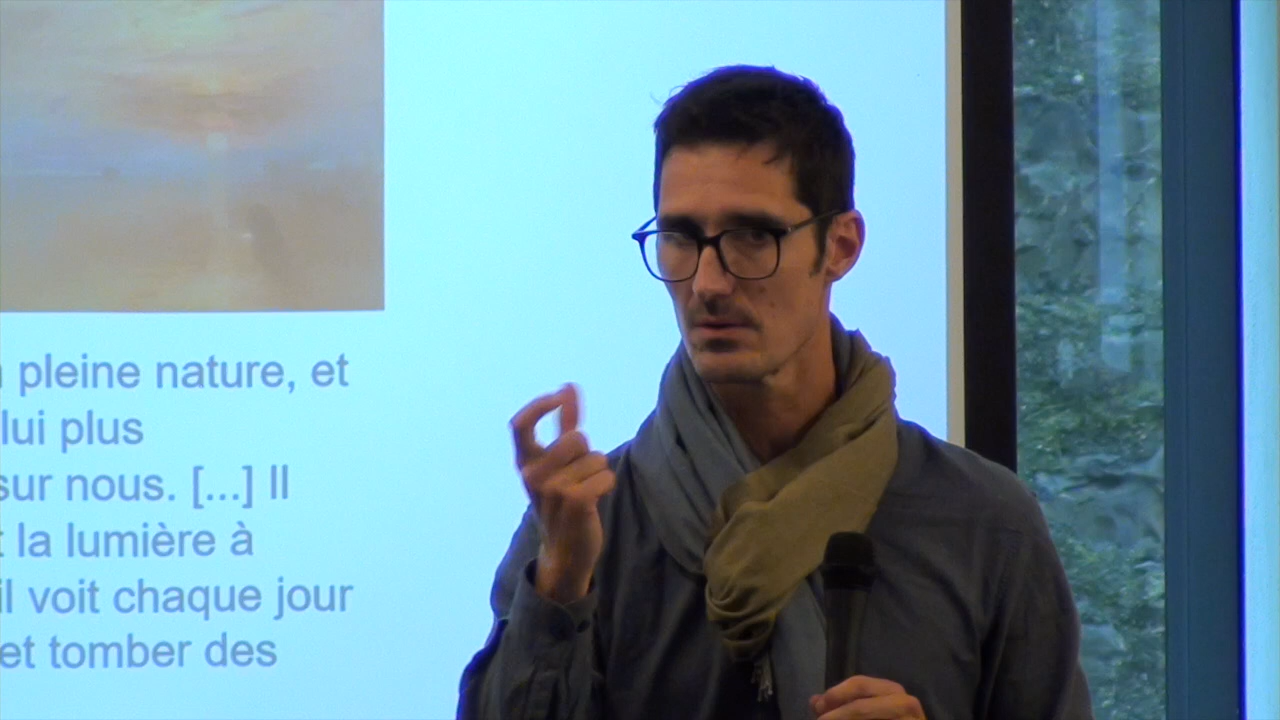 pleine nature, et
lui plus
sur nous. [...] Il
la lumière à
il voit chaque jour
et tomber des